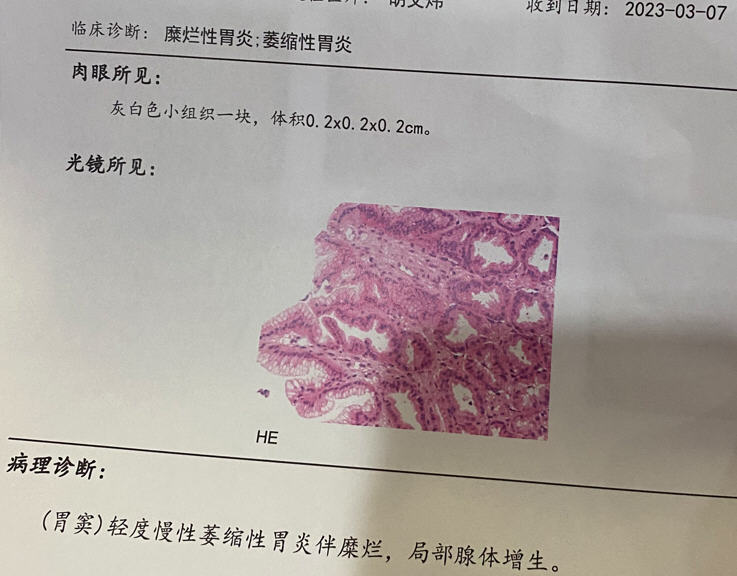 收到日期: 2023-03-07
临床诊断: 糜烂性胃炎;萎缩性胃炎
肉眼所见:
灰白色小组织一块, 体积0.2x0.2x0.2cm。
光镜所见:
HE
病理诊断:
(胃窦)轻度慢性萎缩性胃炎伴糜烂, 局部腺体增生。